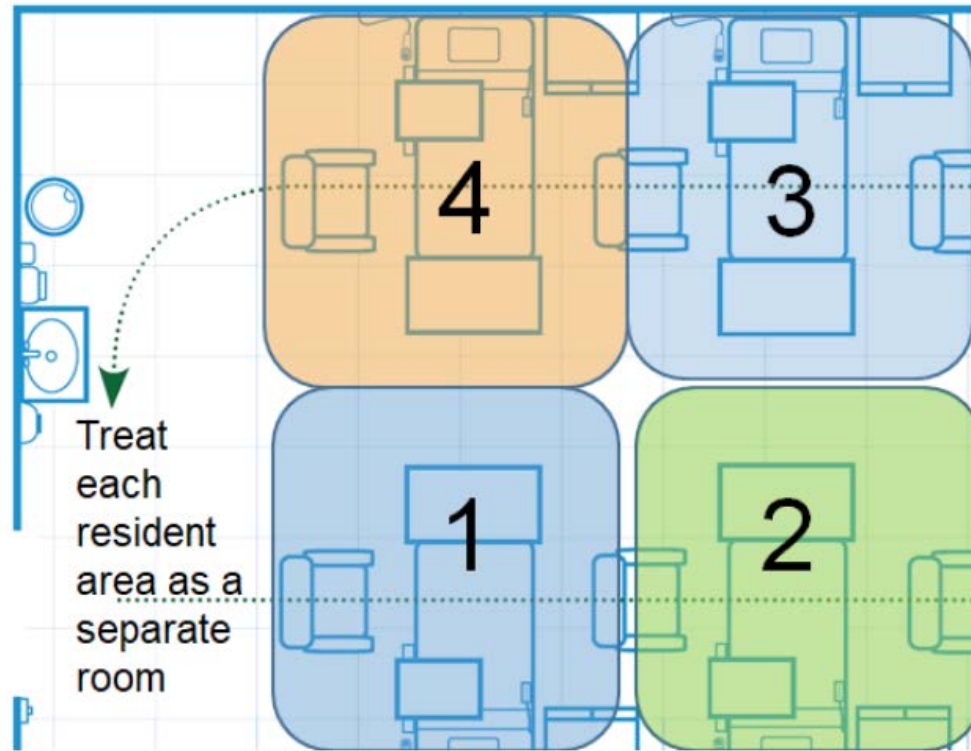 4
3
Treat
each
resident
area as a
separate
room
1
2